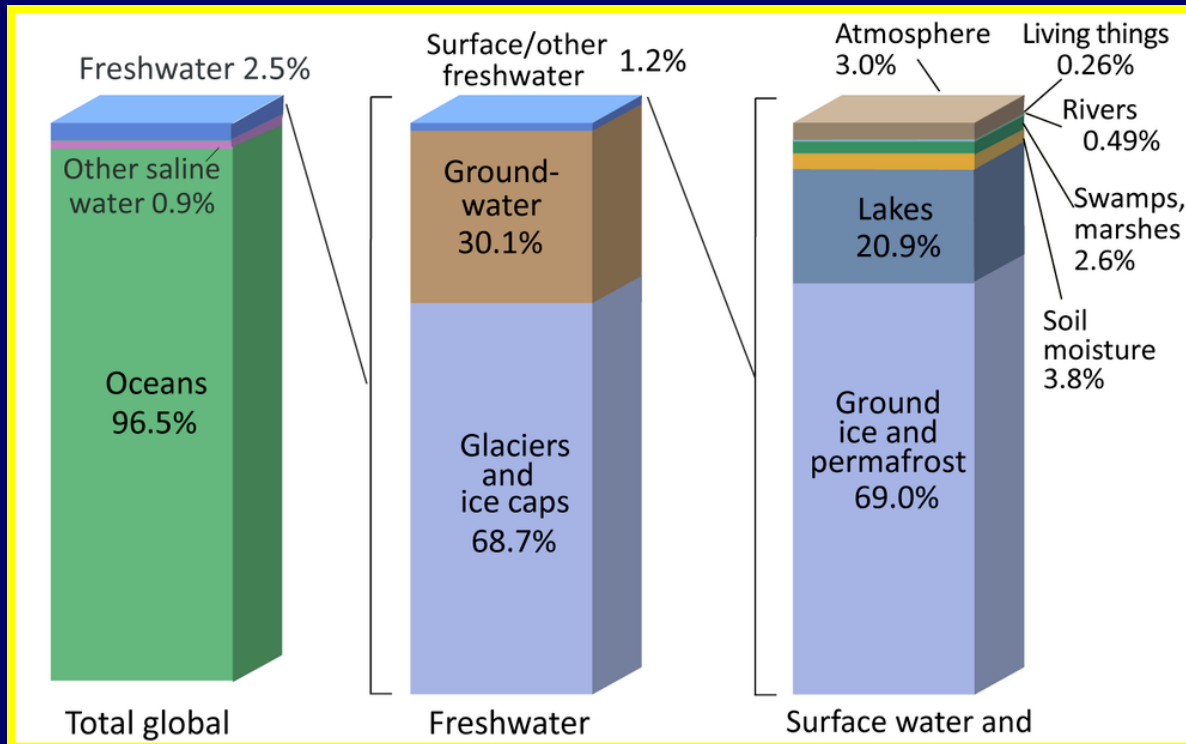 Freshwater 2.5%
Other saline
water 0.9%
Oceans
96.5%
Total global
Surface/other
freshwater
1.2%
Ground-
water
30.1%
Glaciers
and
ice caps
68.7%
Freshwater
Atmosphere
3.0%
Living things
0.26%
Rivers
0.49%
Swamps,
marshes
2.6%
Soil
moisture
3.8%
Lakes
20.9%
Ground
ice and
permafrost
69.0%
Surface water and